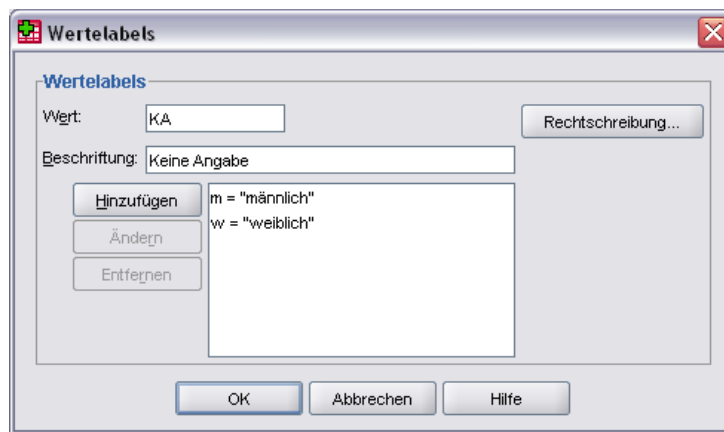 Wertelabels
Wertelabels
Wert:
KA
Rechtschreibung...
Beschriftung:
Keine Angabe
Hinzufügen
m = "männlich"
w = "weiblich"
Ändern
Entfernen
OK
Abbrechen
Hilfe